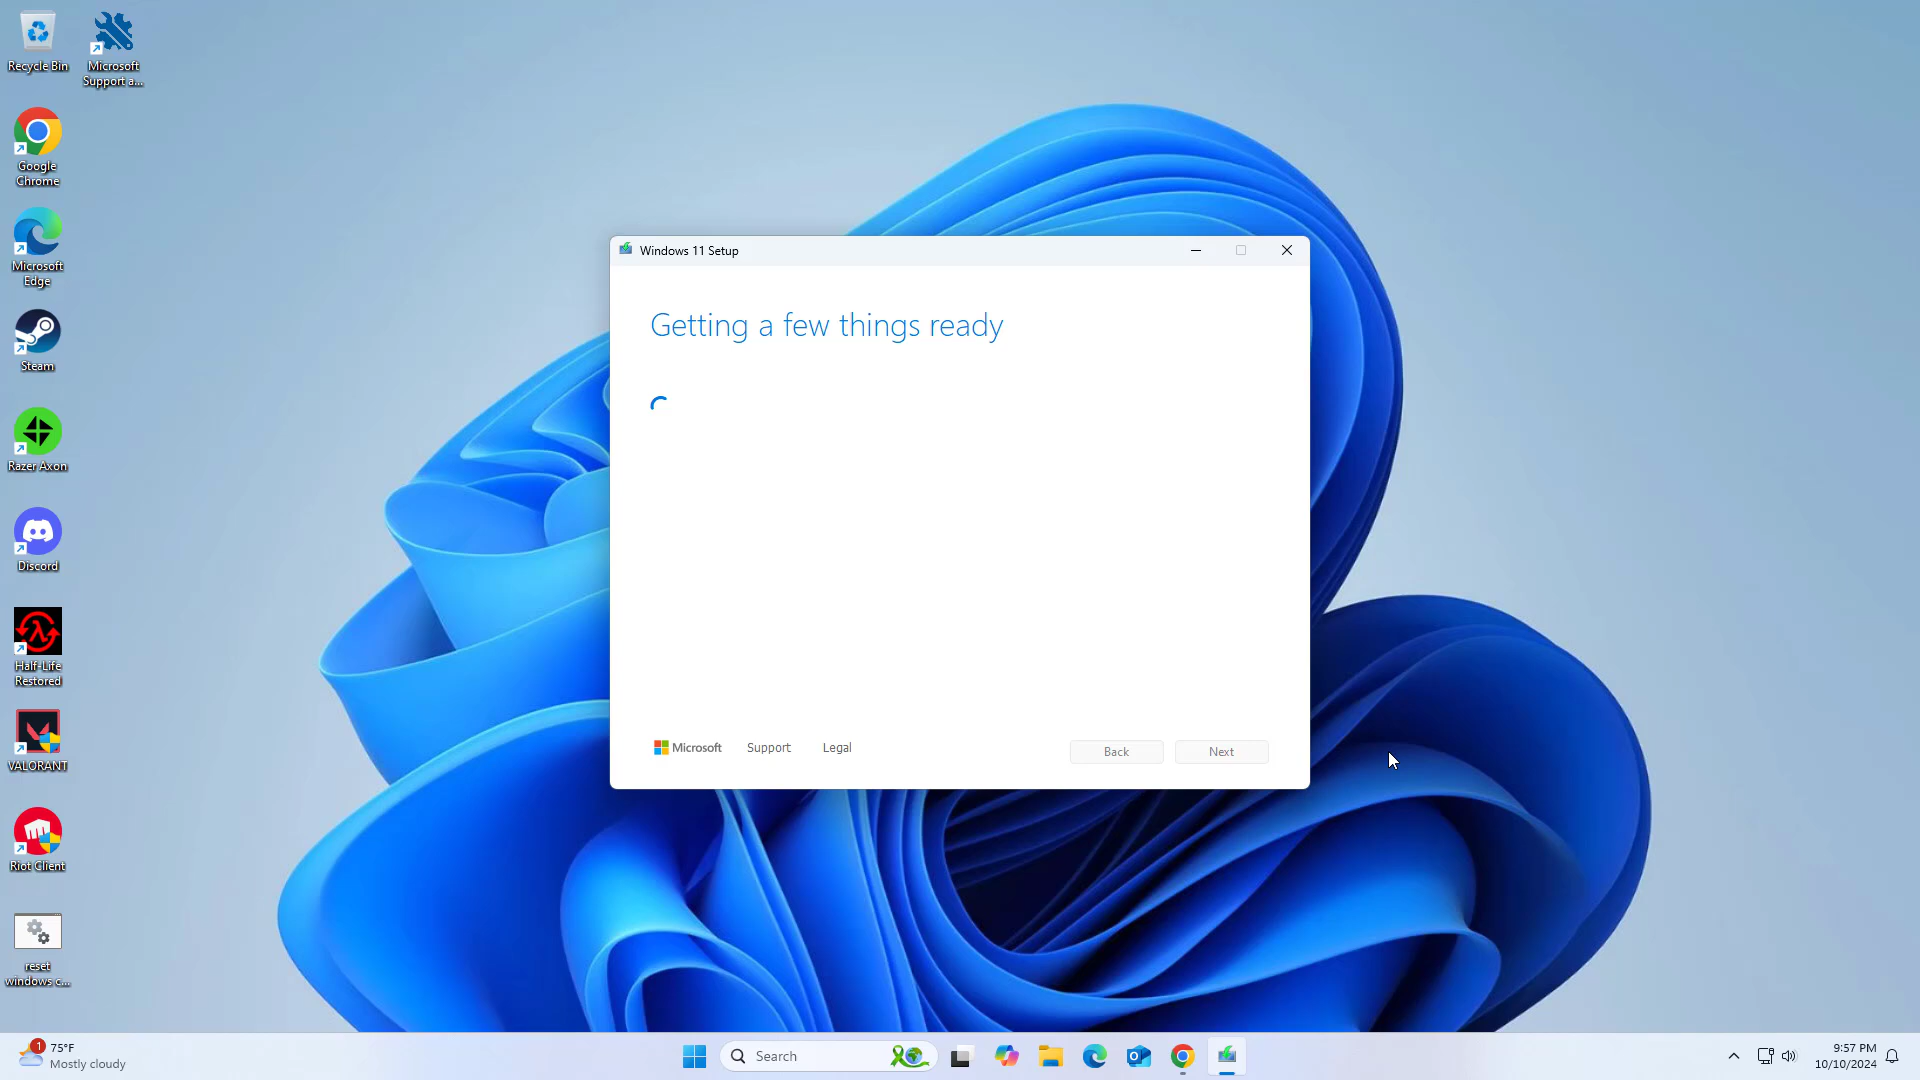 Recycle Bin
Microsoft
Support a...
Google
Chrome
Microsoft
Edge
Steam
Razer Axon
Discord
Half-Life
Restored
VALORANT
Riot Client
reset
windows c...
Windows 11 Setup
Getting a few things ready
Microsoft
Support
Legal
Back
Next
1
75°F
Mostly cloudy
Search
9:57 PM
10/10/2024